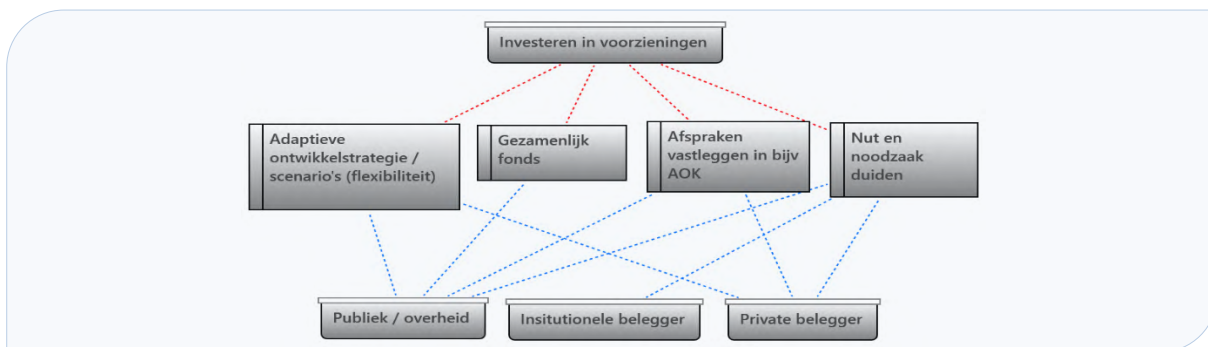 Investeren in voorzieningen
Adaptieve
ontwikkelstrategie /
scenario's (flexibiliteit)
Gezamenlijk
fonds
Afspraken
vastleggen in bijv
AOK
Nut en
noodzaak
duiden
Publiek / overheid
Insitutionele belegger
Private belegger